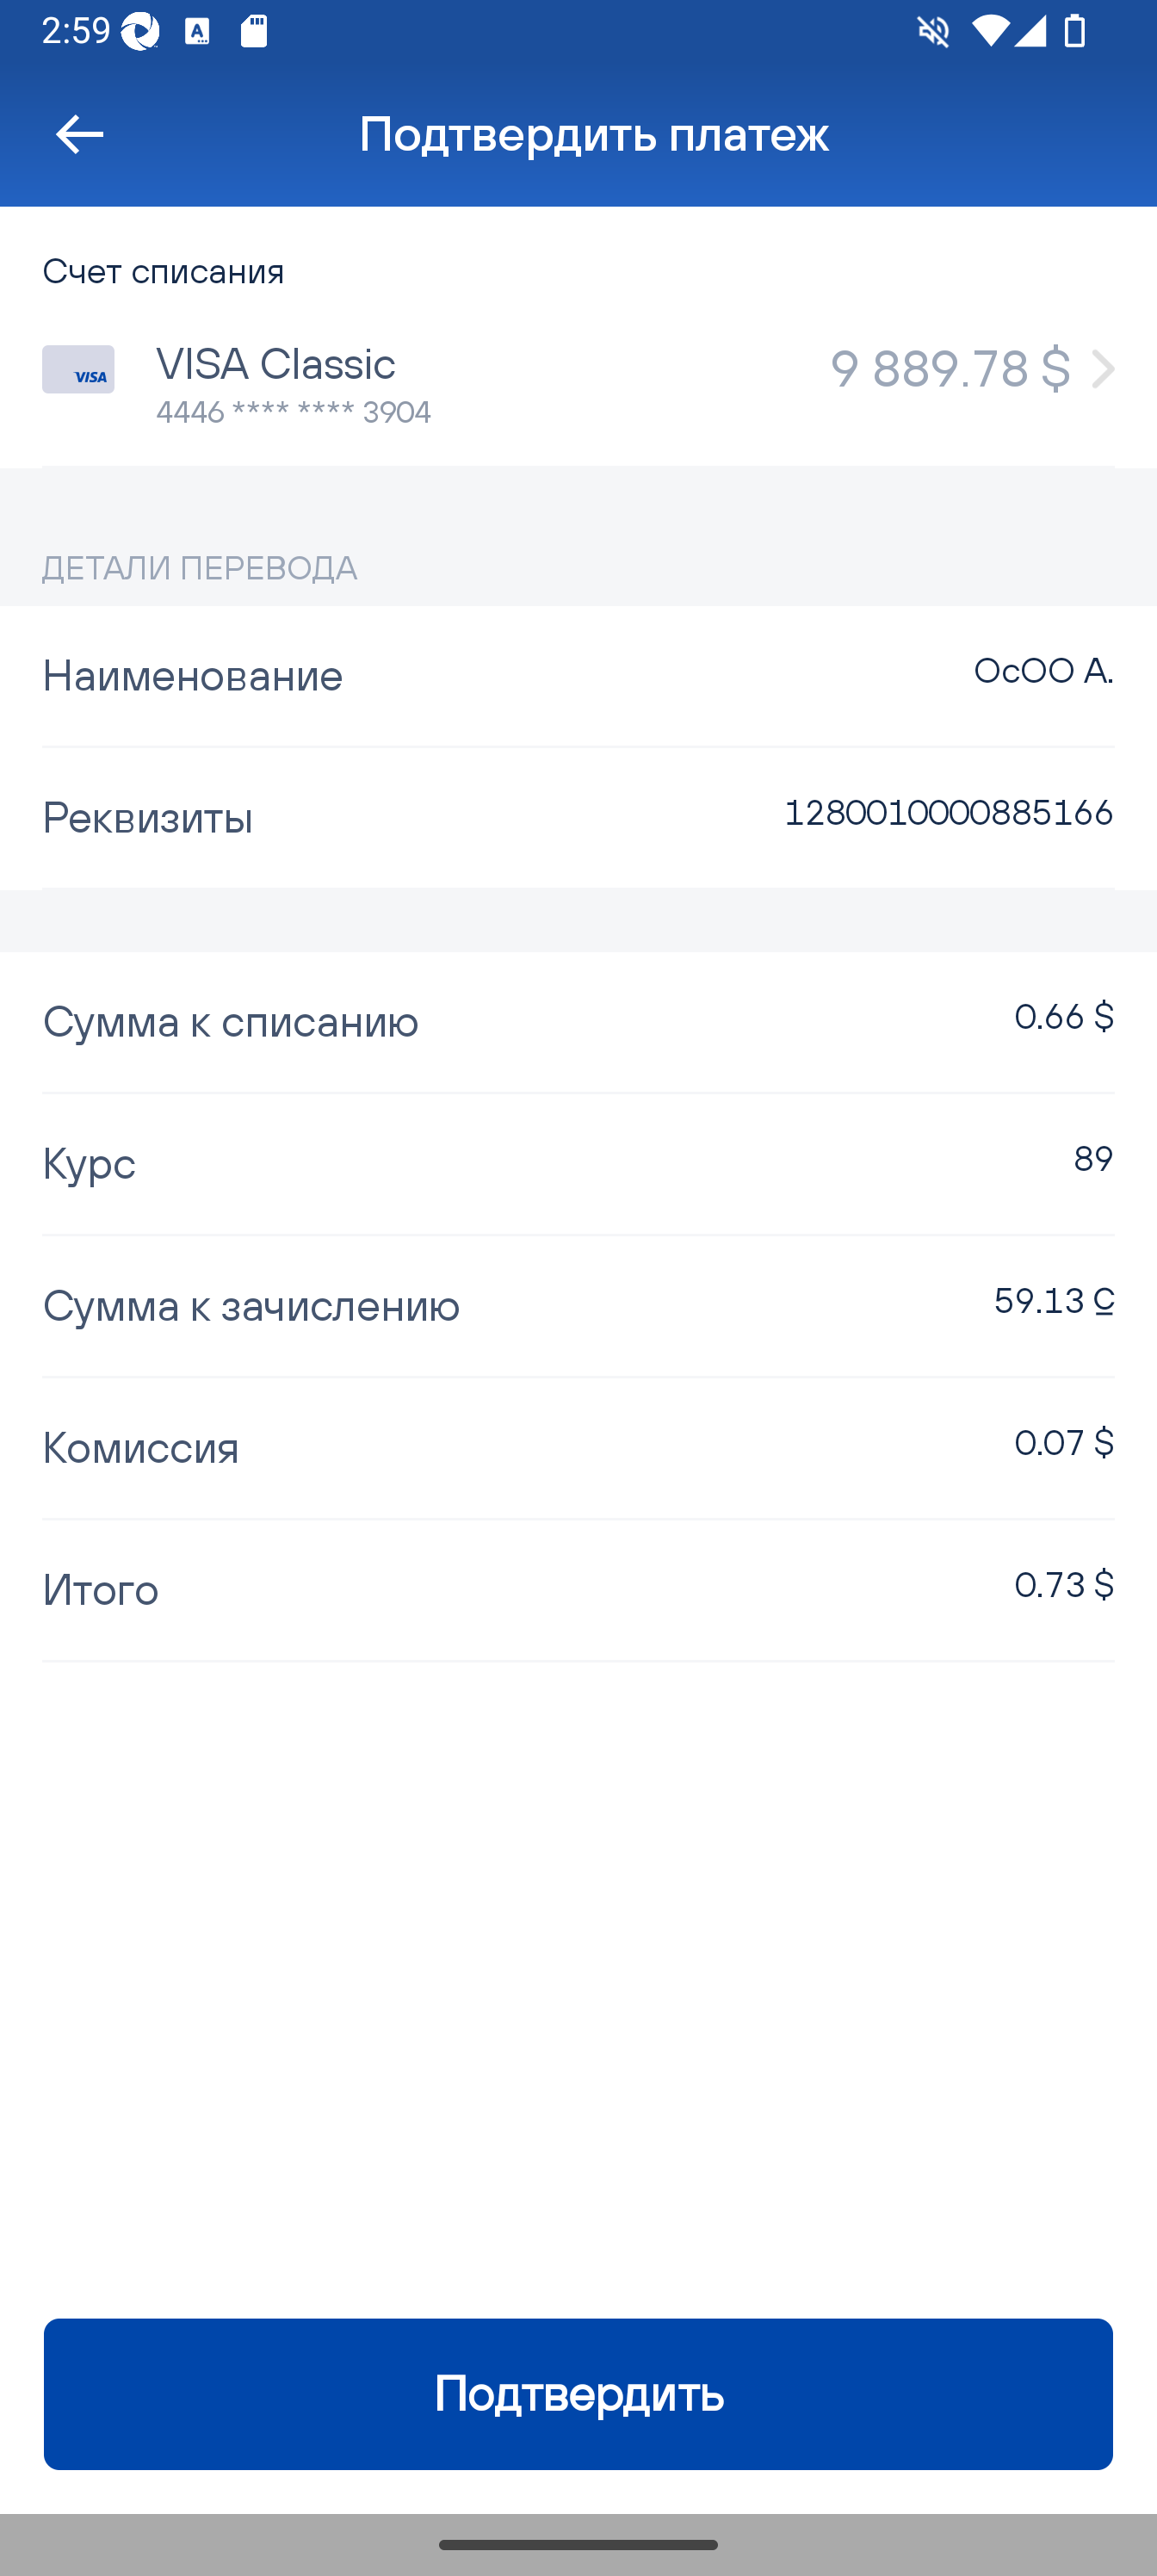 2:59
Подтвердить платеж
Счет списания
VISA
VISA Classic
9 889.78 $
4446 **** **** 3904
ДЕТАЛИ ПЕРЕВОДА
Наименование
ОсОО А.
Реквизиты
1280010000885166
Сумма к списанию
0.66 $
Курс
89
Сумма к зачислению
59.13 С̲
Комиссия
0.07 $
Итого
0.73 $
Подтвердить